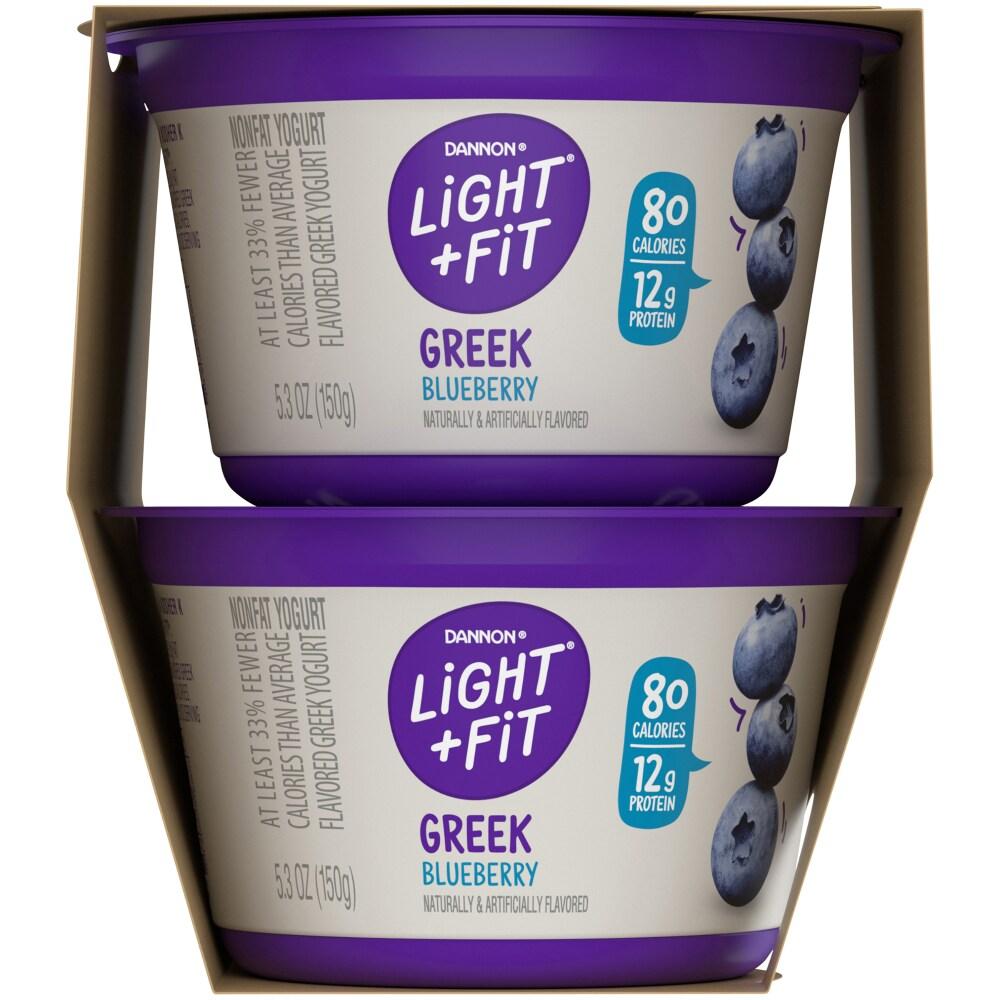 NONFAT YOGURT
AT LEAST 33% FEWER
CALORIES THAN AVERAGE
FLAVORED GREEK YOGURT
5.3 OZ (150g)
DANNON®
LiGHT®
+FiT
GREEK
BLUEBERRY
NATURALLY & ARTIFICIALLY FLAVORED
80
CALORIES
12g
PROTEIN
NONFAT YOGURT
AT LEAST 33% FEWER
CALORIES THAN AVERAGE
FLAVORED GREEK YOGURT
5.3 OZ (150g)
DANNON®
LiGHT®
+FiT
GREEK
BLUEBERRY
NATURALLY & ARTIFICIALLY FLAVORED
80
CALORIES
12g
PROTEIN